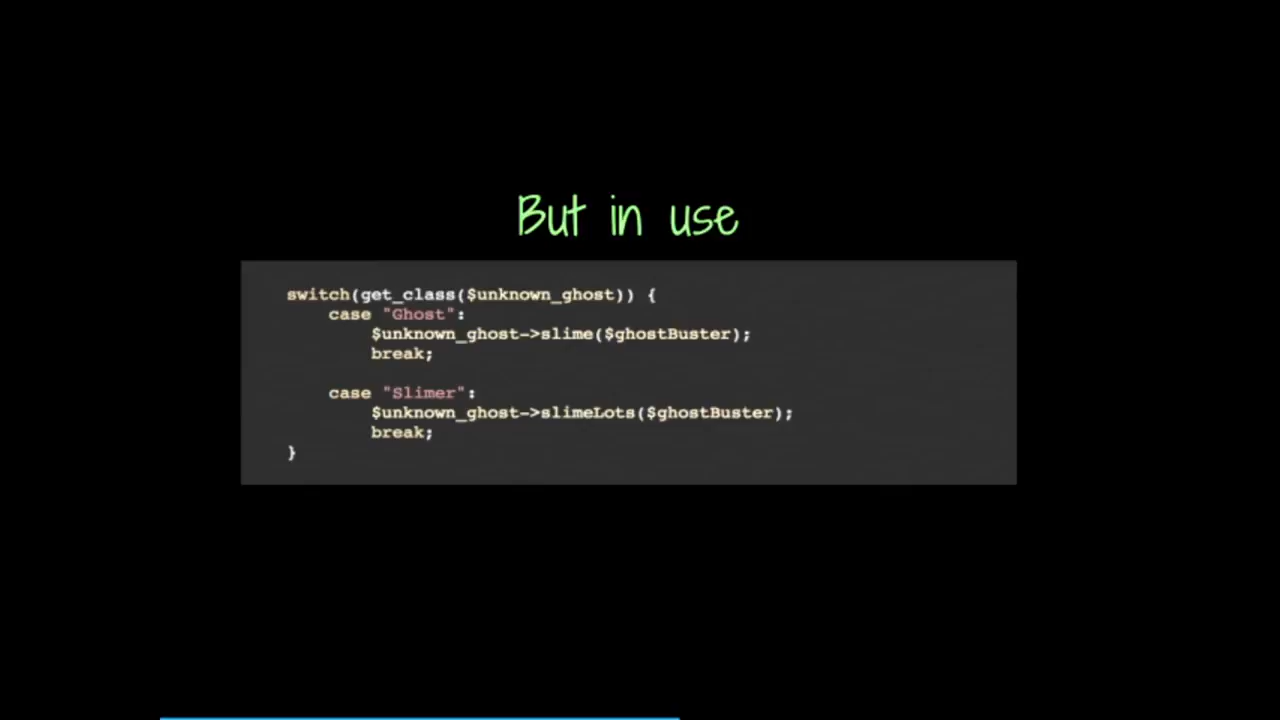 But in use
switch(get_class($unknown_ghost)) {
    case "Ghost":
        $unknown_ghost->slime($ghostBuster);
        break;

    case "Slimer":
        $unknown_ghost->slimeLots($ghostBuster);
        break;
}